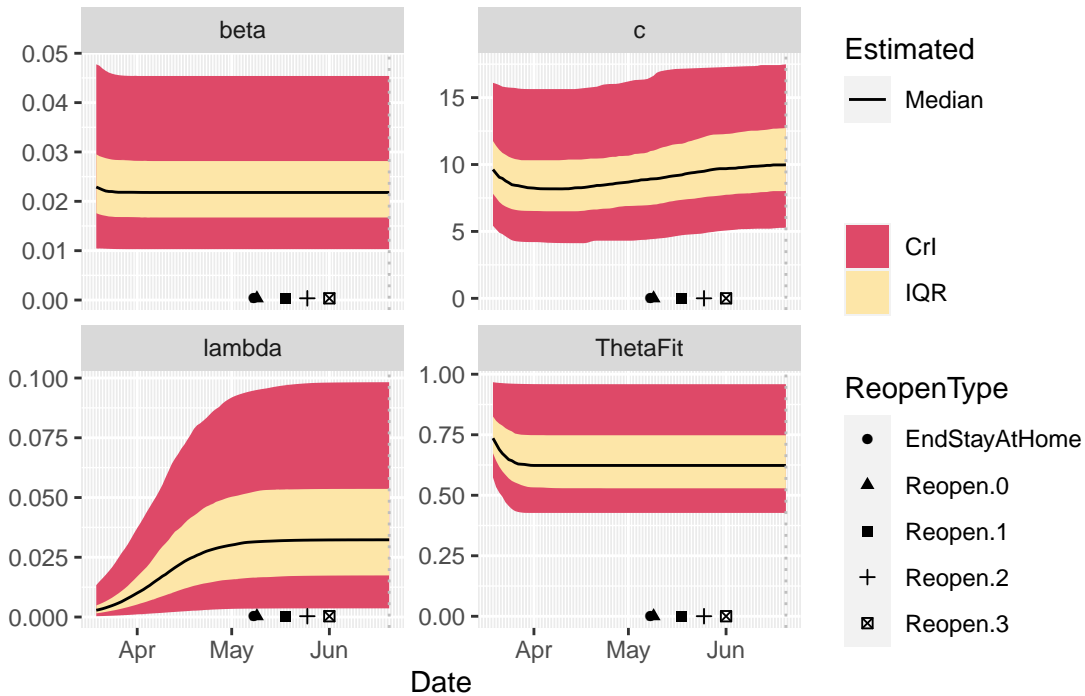 beta
c
0.05
0.04
0.03
0.02
0.01
0.00
15
10
5
0
lambda
ThetaFit
0.100
0.075
0.050
0.025
0.000
1.00
0.75
0.50
0.25
0.00
Apr May Jun
Apr May Jun
Date
Estimated
Median
CrI
IQR
ReopenType
EndStayAtHome
Reopen.0
Reopen.1
Reopen.2
Reopen.3